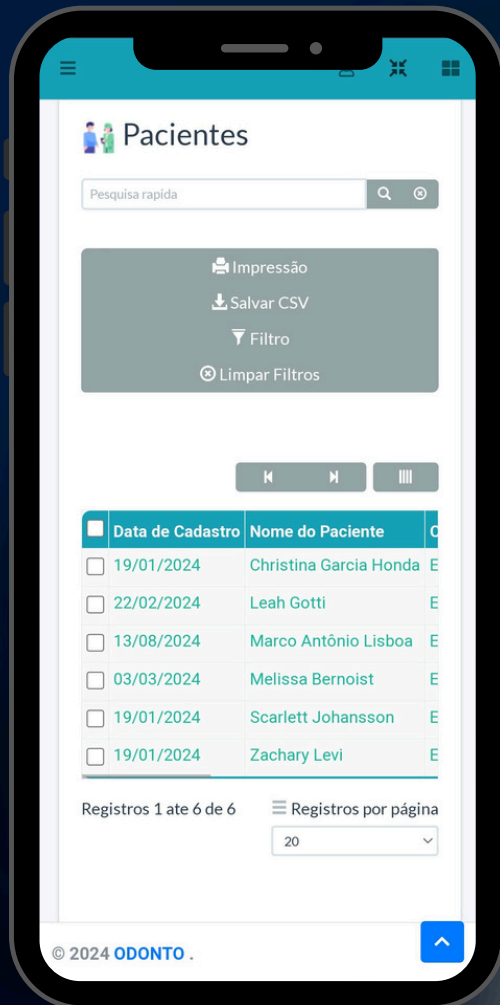 Pacientes
Pesquisa rapida
Impressão
Salvar CSV
Filtro
Limpar Filtros
Data de Cadastro Nome do Paciente
19/01/2024 Christina Garcia Honda E
22/02/2024 Leah Gotti E
13/08/2024 Marco Antônio Lisboa E
03/03/2024 Melissa Bernoist E
19/01/2024 Scarlett Johansson E
19/01/2024 Zachary Levi E
Registros 1 ate 6 de 6 Registros por página
20
© 2024 ODONTO .